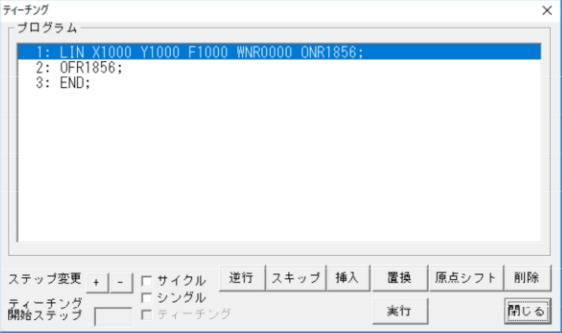 ティーチング
プログラム
1: LIN X1000 Y1000 F1000 WNR0000 ONR1856;
2: OFR1856;
3: END;
ステップ変更 + - サイクル 逆行 スキップ 挿入 置換 原点シフト 削除
シングル
ティーチング
開始ステップ ティーチング 実行 閉じる